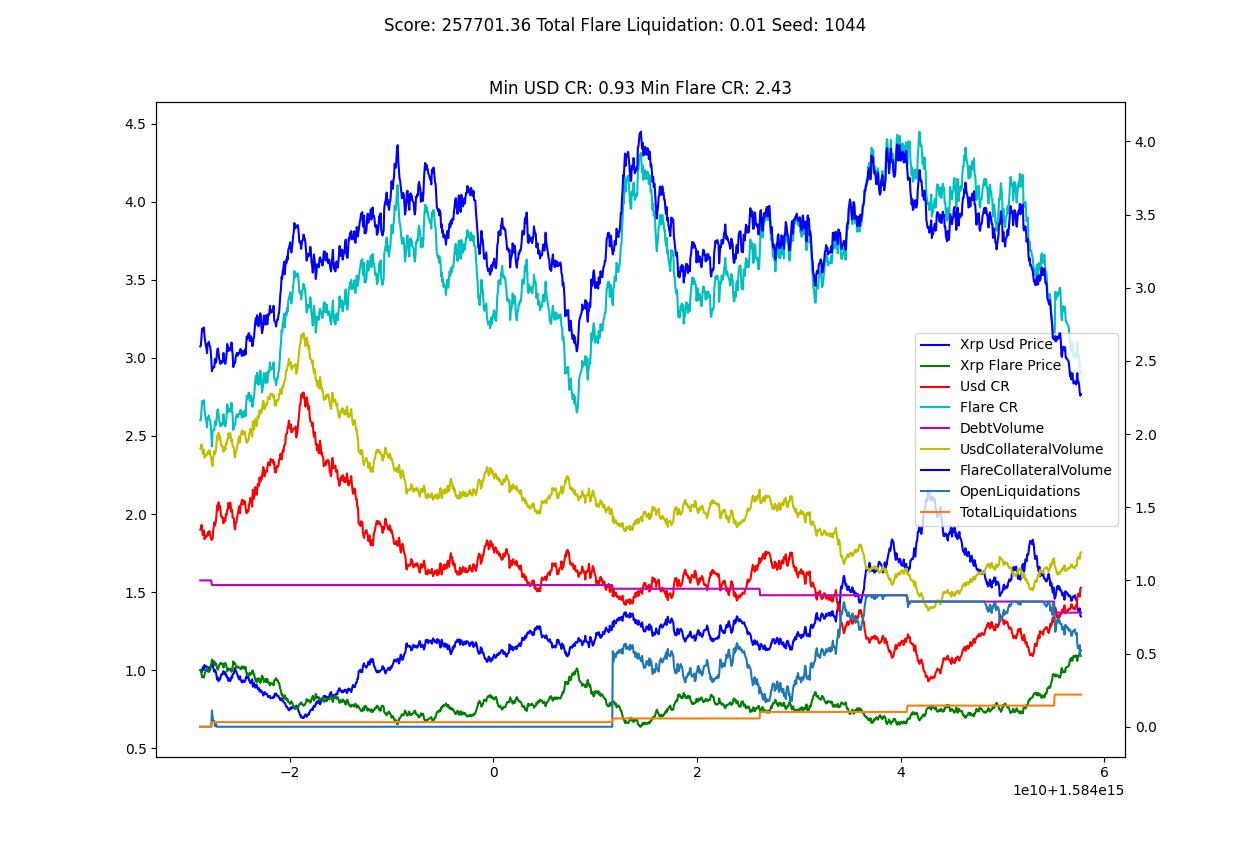 Score: 257701.36 Total Flare Liquidation: 0.01 Seed: 1044
Min USD CR: 0.93 Min Flare CR: 2.43
4.5
4.0
3.5
3.0
2.5
2.0
1.5
1.0
0.5
4.0
3.5
3.0
2.5
2.0
1.5
1.0
0.5
0.0
Xrp Usd Price
Xrp Flare Price
Usd CR
Flare CR
DebtVolume
UsdCollateralVolume
FlareCollateralVolume
OpenLiquidations
TotalLiquidations
−2
0
2
4
6
1e10+1.584e15